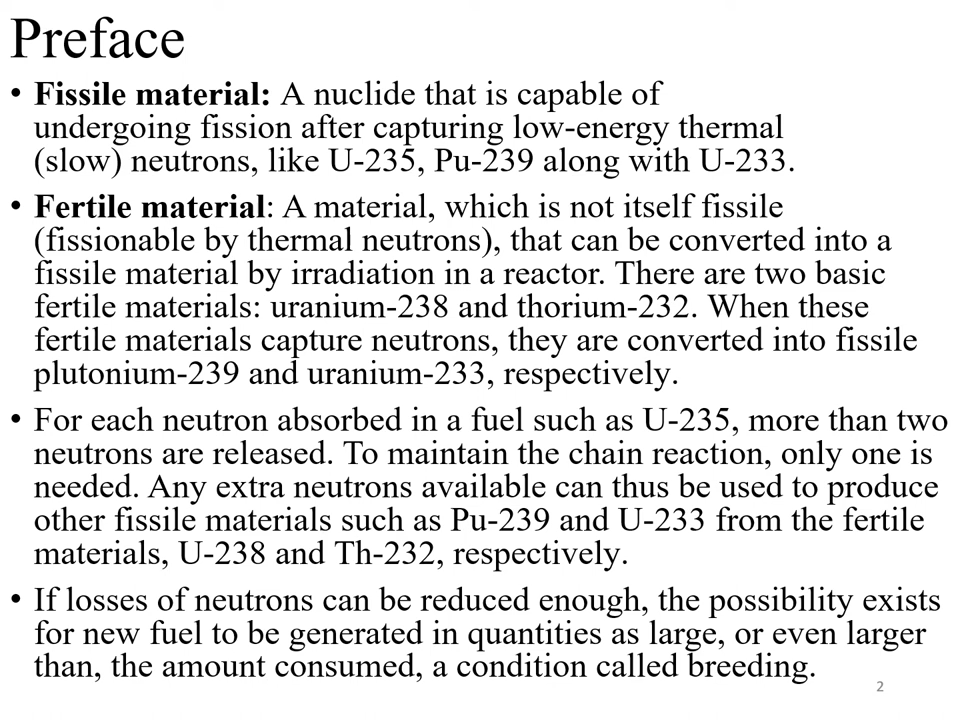 Preface
• Fissile material: A nuclide that is capable of
undergoing fission after capturing low-energy thermal
(slow) neutrons, like U-235, Pu-239 along with U-233.
• Fertile material: A material, which is not itself fissile
(fissionable by thermal neutrons), that can be converted into a
fissile material by irradiation in a reactor. There are two basic
fertile materials: uranium-238 and thorium-232. When these
fertile materials capture neutrons, they are converted into fissile
plutonium-239 and uranium-233, respectively.
• For each neutron absorbed in a fuel such as U-235, more than two
neutrons are released. To maintain the chain reaction, only one is
needed. Any extra neutrons available can thus be used to produce
other fissile materials such as Pu-239 and U-233 from the fertile
materials, U-238 and Th-232, respectively.
• If losses of neutrons can be reduced enough, the possibility exists
for new fuel to be generated in quantities as large, or even larger
than, the amount consumed, a condition called breeding.
2